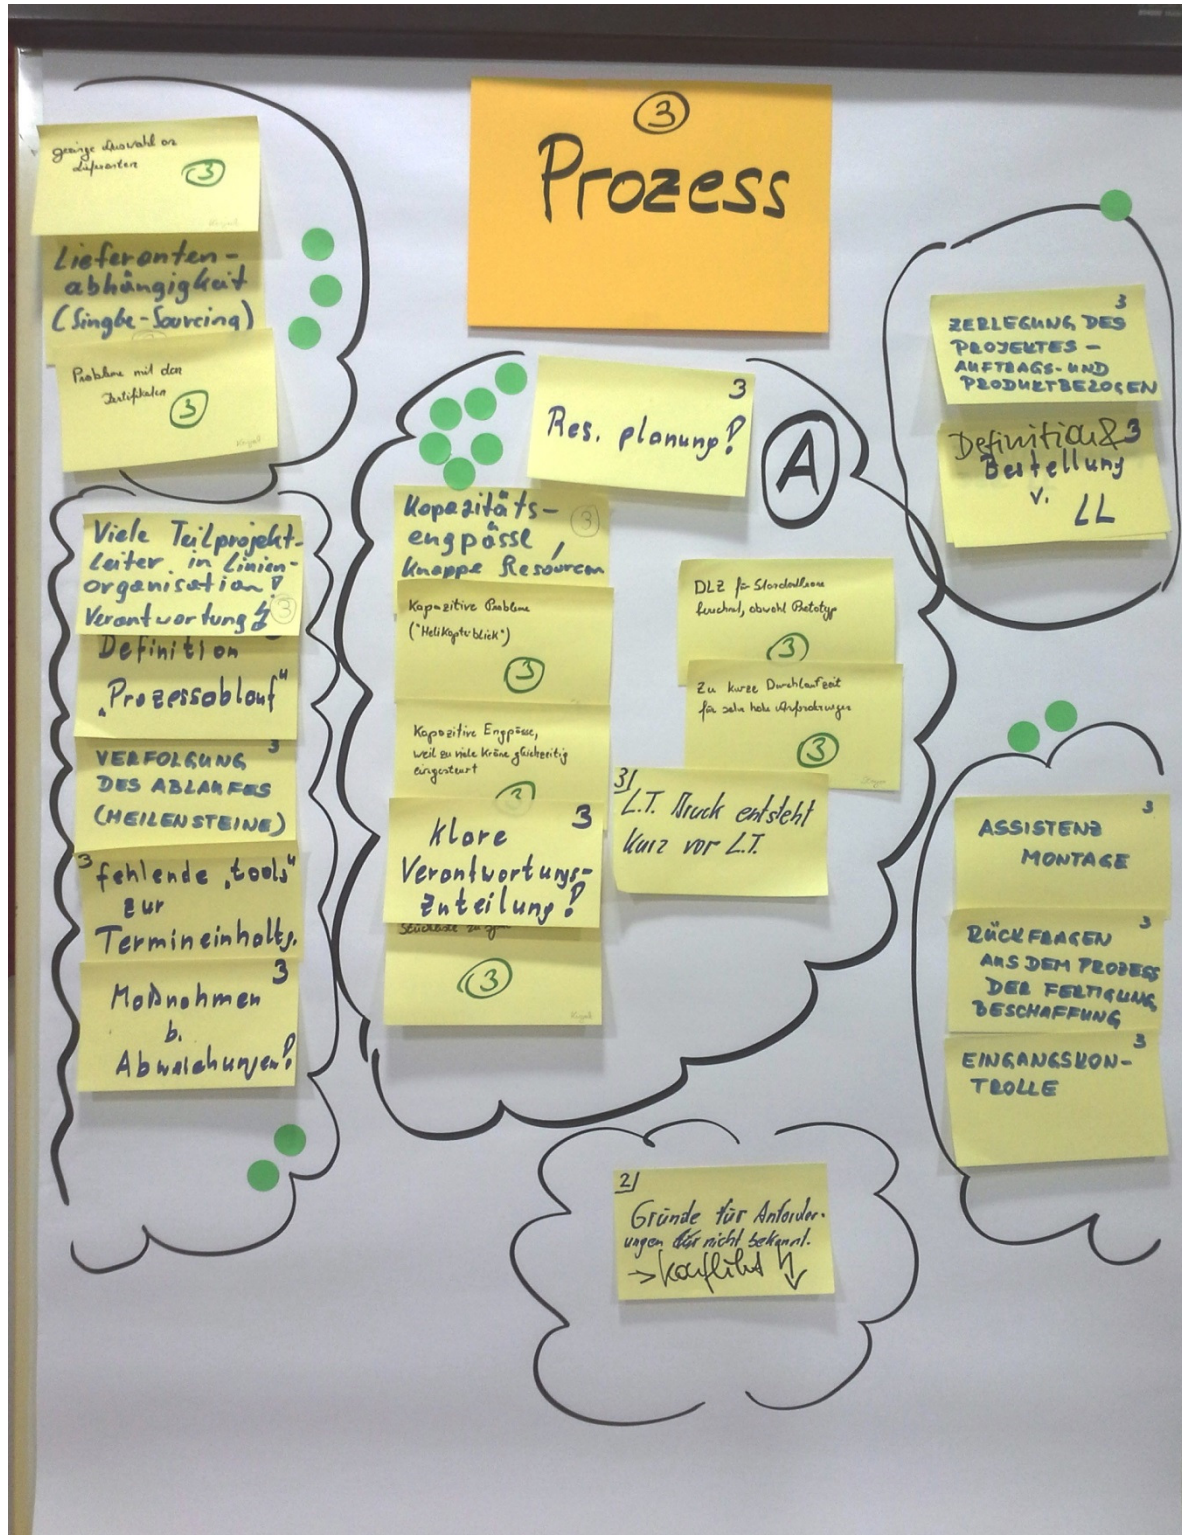 3
Prozess
geringe Auswahl an
Lieferanten
3
Lieferanten-
abhängigkeit
(Singbe-Sourcing)
Probleme mit den
Zertifikaten
3
Viele Teilprojekt-
Leiter in Linien-
organisation!
Verantwortung
3
Definition
„Prozessablauf"
3
VERFOLGUNG
DES ABLAUFES
(MEILENSTEINE)
3
fehlende „tools"
zur
Termineinhaltg.
3
Maßnahmen
b.
Abweichungen!
3
Res. planung!
A
Kapazitäts-
engpässe,
knappe Resourcen
3
Kapazitive Probleme
("Helikopterblick")
3
Kapazitive Engpässe,
weil zu viele Kräne gleichzeitig
eingesteuert
3
3
Klare
Verantwortungs-
zuteilung!
Stückliste zu
3
DLZ für Standardkrane
obwohl Prototyp
3
Zu kurze Durchlaufzeit
für sehr hohe Anforderungen
3
3/
L.T. Druck entsteht
kurz vor L.T.
2/
Gründe für Anforder-
ungen nicht bekannt.
→ Konflikt
3
ZERLEGUNG DES
PROJEKTES -
AUFTRAGS- UND
PRODUKTBEZOGEN
Definition & 3
Bestellung
v.
LL
3
ASSISTENZ
MONTAGE
3
RÜCKFRAGEN
AUS DEM PROZESS
DER FERTIGUNG,
BESCHAFFUNG
3
EINGANGSKON-
TROLLE